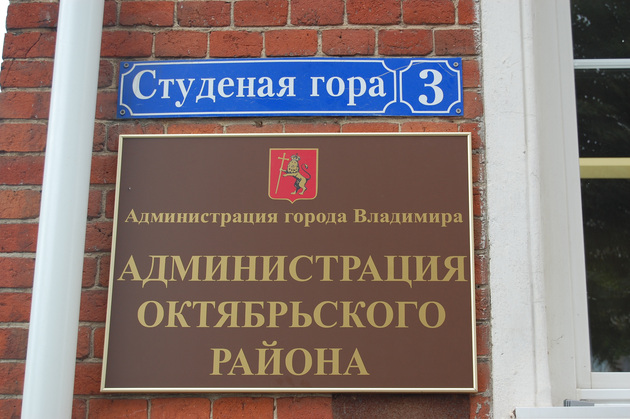 Студеная гора 3
Администрация города Владимира
АДМИНИСТРАЦИЯ
ОКТЯБРЬСКОГО
РАЙОНА